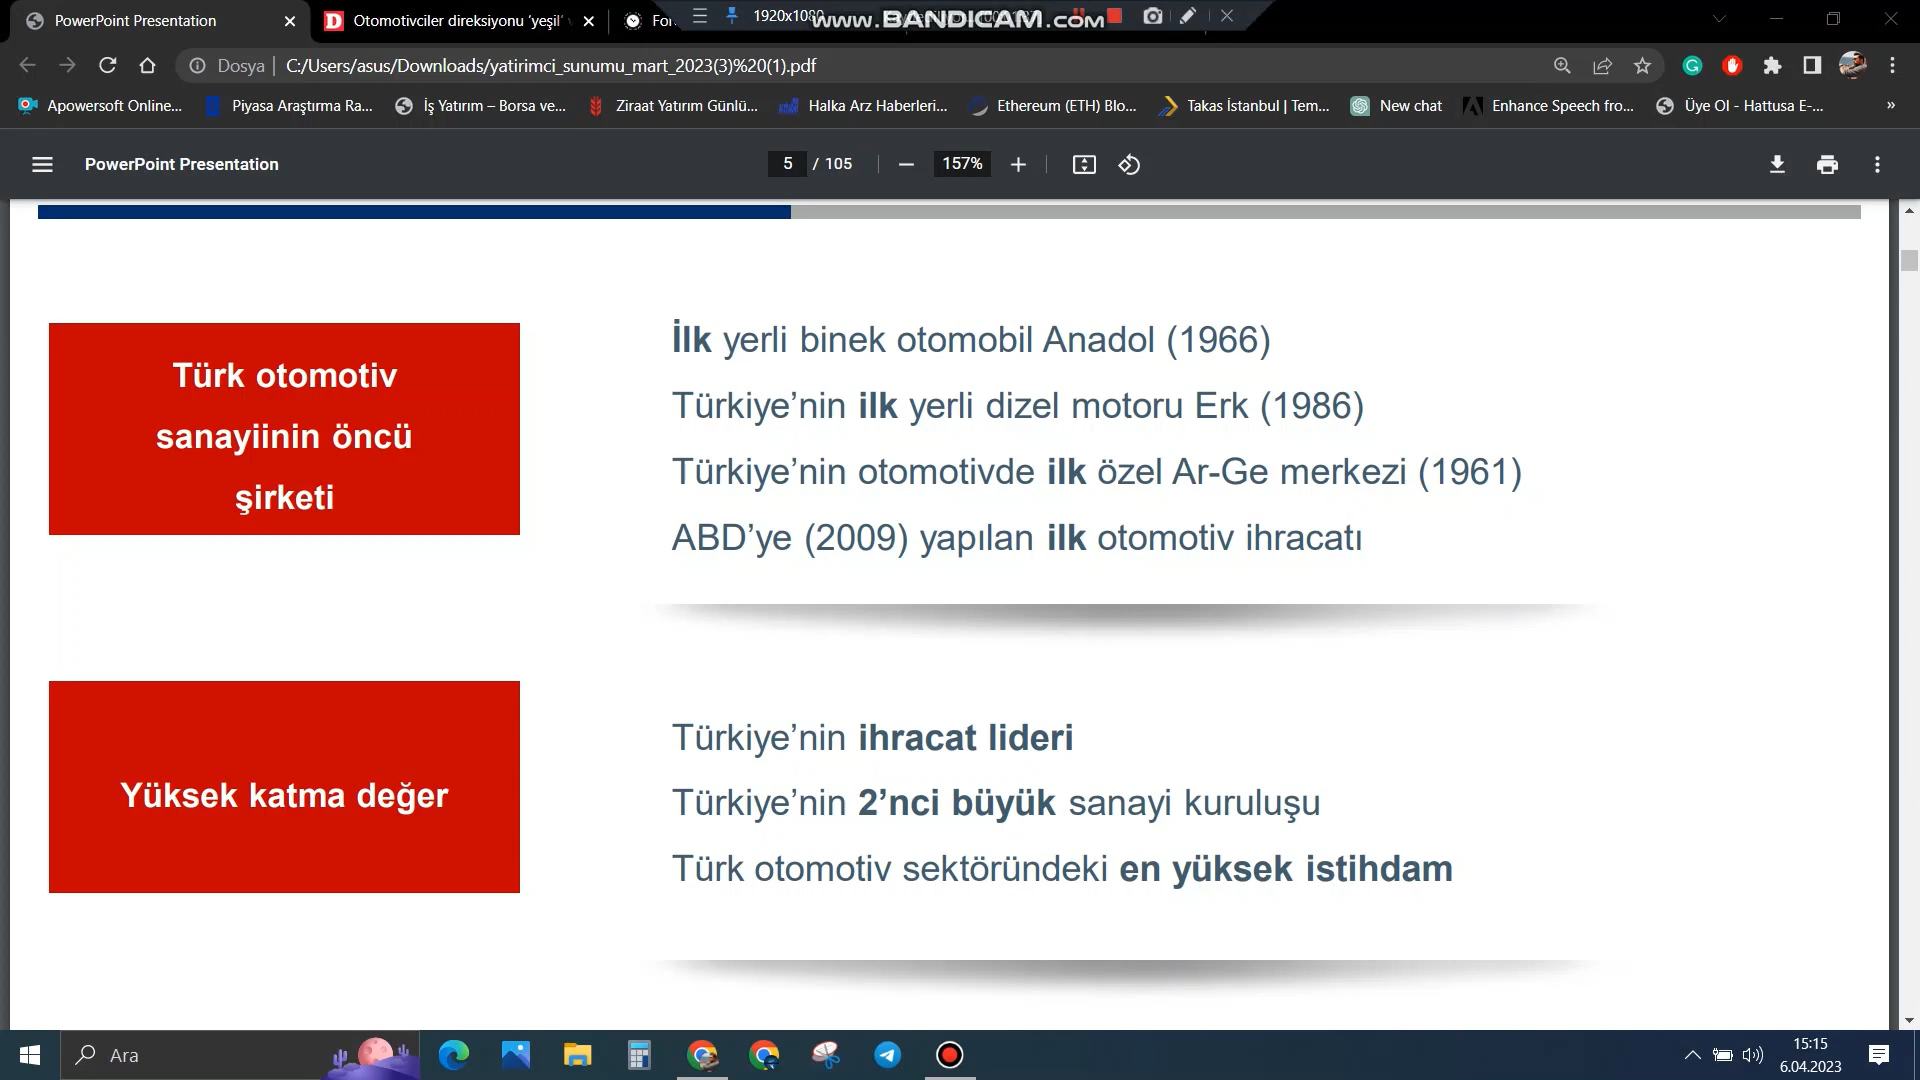 PowerPoint Presentation
Otomotivciler direksiyonu 'yeşil'
1920x1080
www.BANDICAM.com
Dosya
C:/Users/asus/Downloads/yatirimci_sunumu_mart_2023(3)%20(1).pdf
Apowersoft Online...
Piyasa Araştırma Ra...
İş Yatırım – Borsa ve...
Ziraat Yatırım Günlü...
Halka Arz Haberleri...
Ethereum (ETH) Blo...
Takas İstanbul | Tem...
New chat
Enhance Speech fro...
Üye Ol - Hattusa E-...
»
PowerPoint Presentation
5 / 105
157%
Türk otomotiv
sanayiinin öncü
şirketi
İlk yerli binek otomobil Anadol (1966)
Türkiye'nin ilk yerli dizel motoru Erk (1986)
Türkiye'nin otomotivde ilk özel Ar-Ge merkezi (1961)
ABD'ye (2009) yapılan ilk otomotiv ihracatı
Yüksek katma değer
Türkiye'nin ihracat lideri
Türkiye'nin 2'nci büyük sanayi kuruluşu
Türk otomotiv sektöründeki en yüksek istihdam
Ara
15:15
6.04.2023